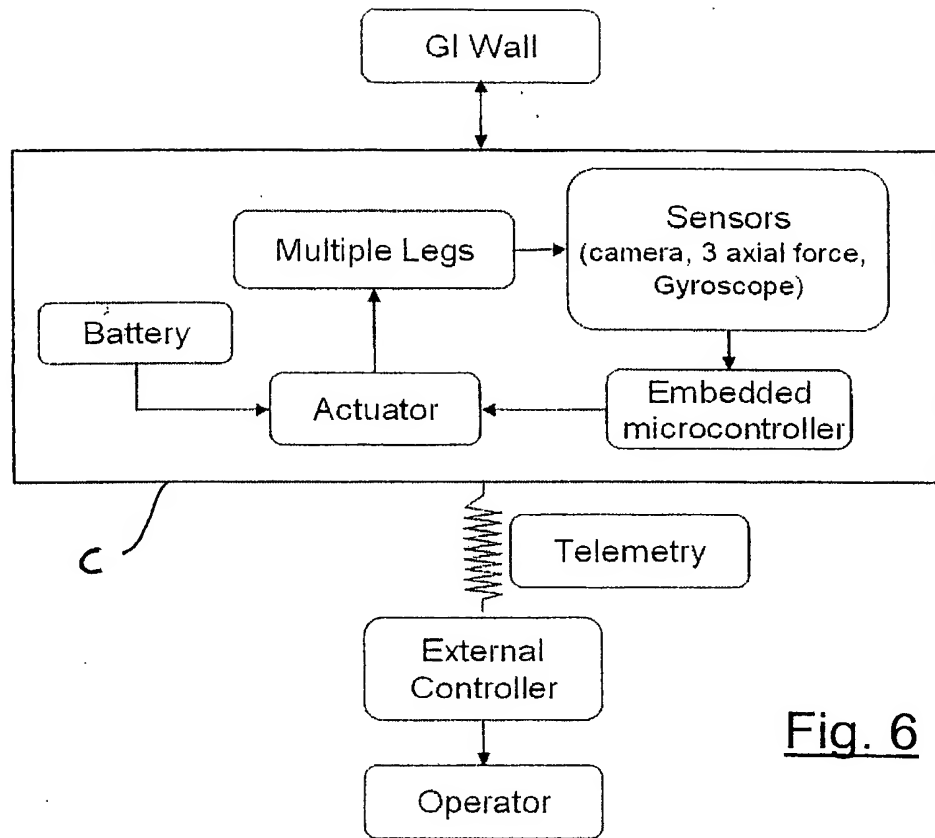 GI Wall
Sensors
(camera, 3 axial force,
Gyroscope)
Multiple Legs
Battery
Actuator
Embedded
microcontroller
C
Telemetry
External
Controller
Operator
Fig. 6